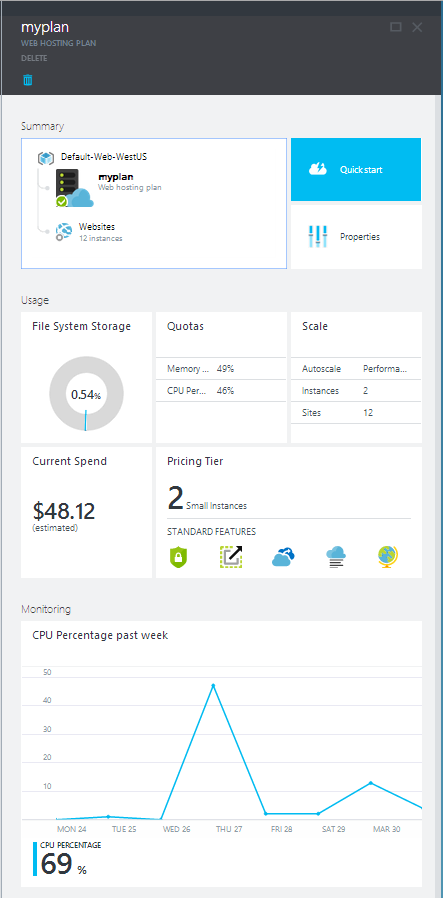 myplan
WEB HOSTING PLAN
DELETE
Summary
Default-Web-WestUS
myplan
Web hosting plan
Websites
12 instances
Quick start
Properties
Usage
File System Storage
0.54%
Quotas
Memory ... 49%
CPU Per... 46%
Scale
Autoscale Performa...
Instances 2
Sites 12
Current Spend
$48.12
(estimated)
Pricing Tier
2 Small Instances
STANDARD FEATURES
Monitoring
CPU Percentage past week
50
40
30
20
10
MON 24 TUE 25 WED 26 THU 27 FRI 28 SAT 29 MAR 30
CPU PERCENTAGE
69 %